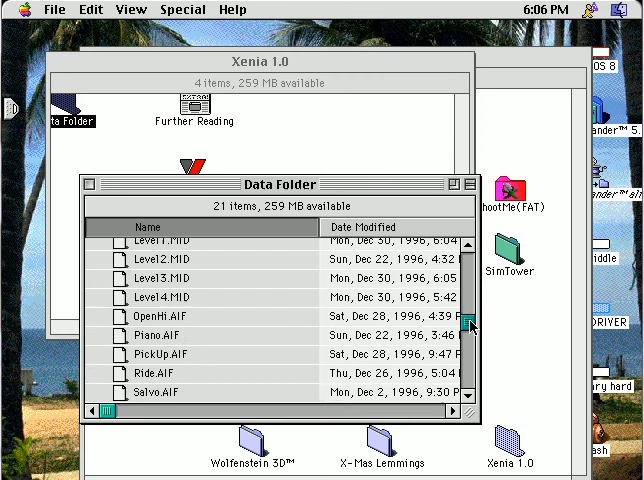 File Edit View Special Help 6:06 PM
Xenia 1.0
4 items, 259 MB available
OS 8
ta Folder
Further Reading
ander™ 5.
Data Folder
21 items, 259 MB available
Name Date Modified
Level1.MID Mon, Dec 30, 1996, 6:04
Level2.MID Sun, Dec 22, 1996, 4:32
Level3.MID Mon, Dec 30, 1996, 6:05
Level4.MID Mon, Dec 30, 1996, 5:42
OpenHi.AIF Sat, Dec 28, 1996, 4:39 P
Piano.AIF Sun, Dec 22, 1996, 3:46
PickUp.AIF Sat, Dec 28, 1996, 9:47 P
Ride.AIF Thu, Dec 26, 1996, 5:04
Salvo.AIF Mon, Dec 2, 1996, 9:30 P
hootMe(FAT)
ander™ al
SimTower
iddle
DRIVER
ry hard
ash
Wolfenstein 3D™
X-Mas Lemmings
Xenia 1.0